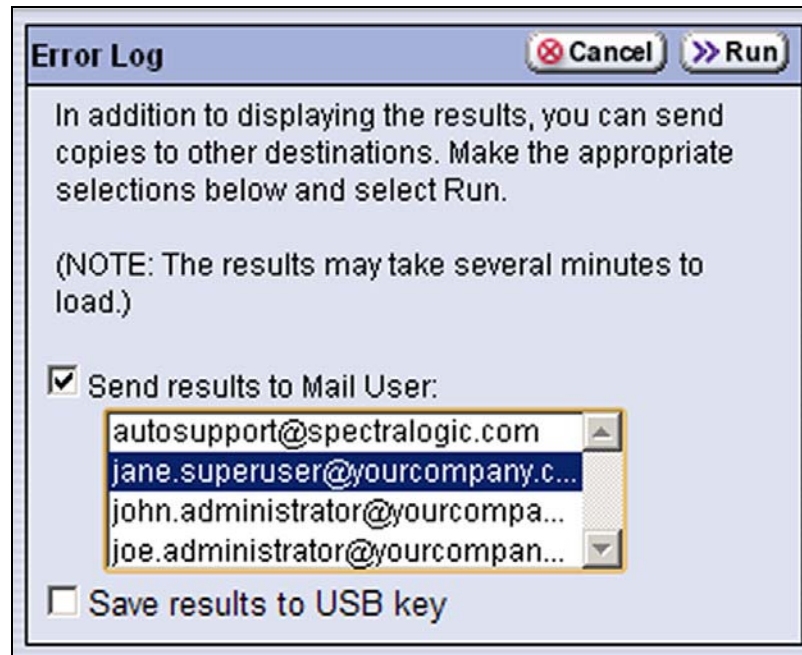 Error Log
Cancel
Run
In addition to displaying the results, you can send
copies to other destinations. Make the appropriate
selections below and select Run.
(NOTE: The results may take several minutes to
load.)
Send results to Mail User:
autosupport@spectralogic.com
jane.superuser@yourcompany.c...
john.administrator@yourcompa...
joe.administrator@yourcompan...
Save results to USB key